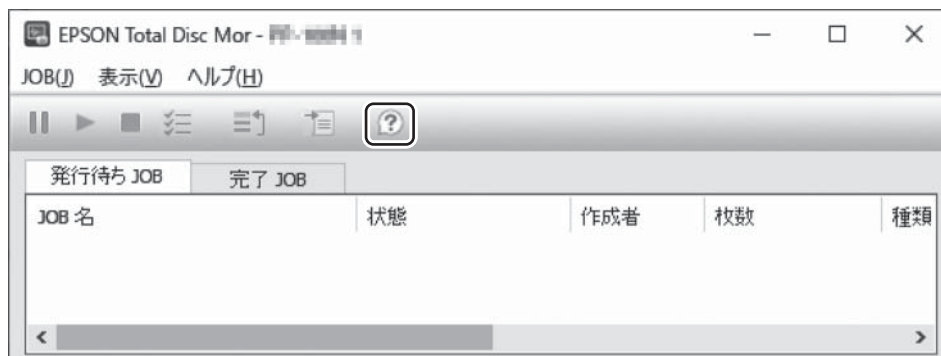 EPSON Total Disc Mor -
JOB(J) 表示(V) ヘルプ(H)
発行待ち JOB 完了 JOB
JOB 名 状態 作成者 枚数 種類